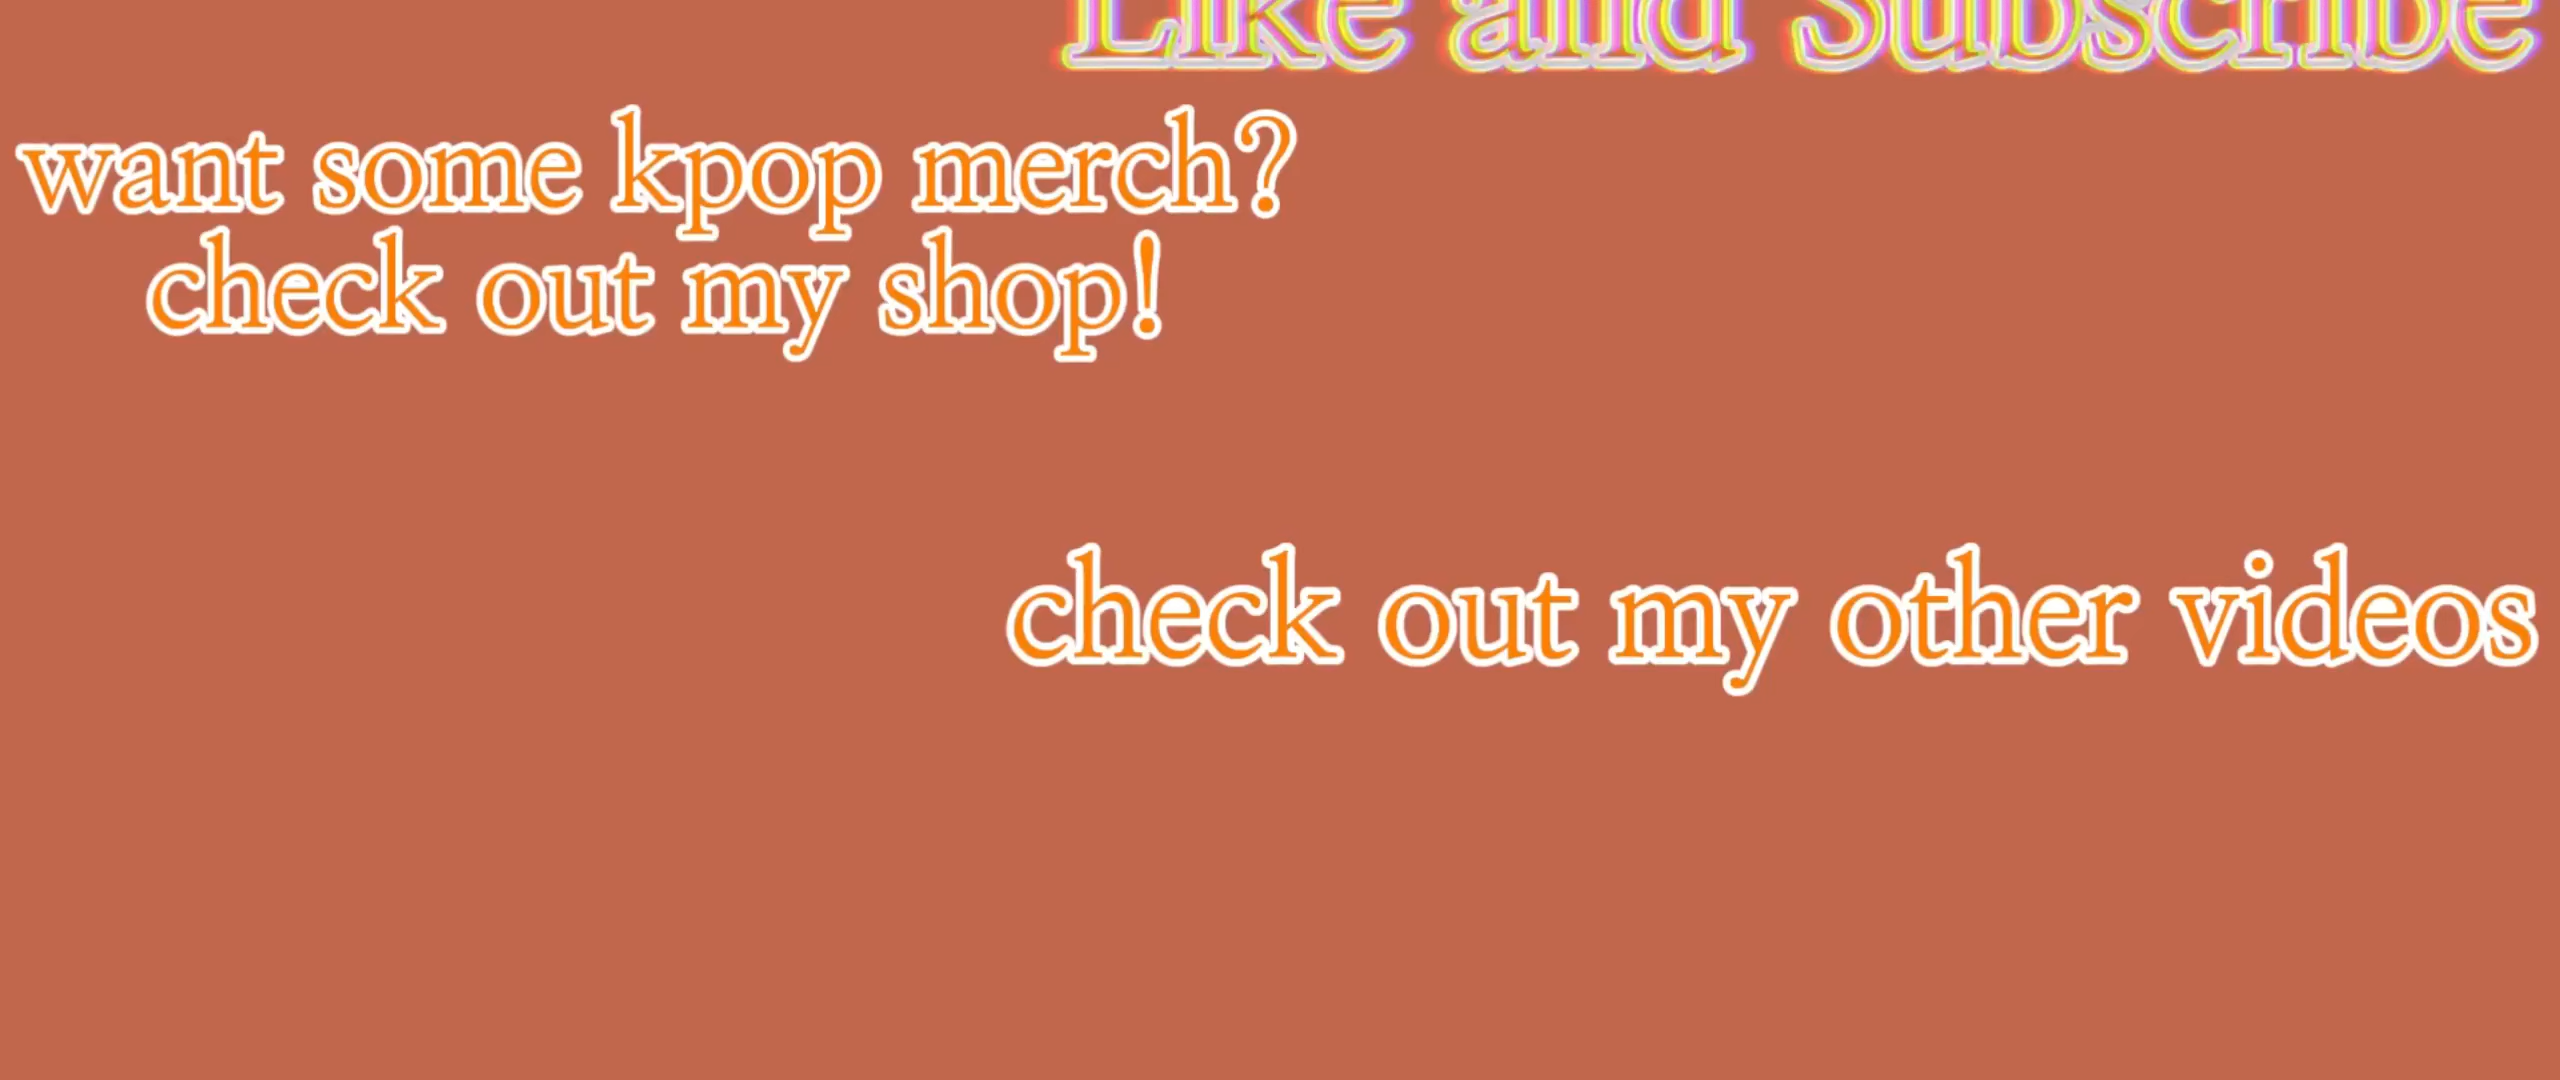 Like and Subscribe
want some kpop merch?
check out my shop!
check out my other videos